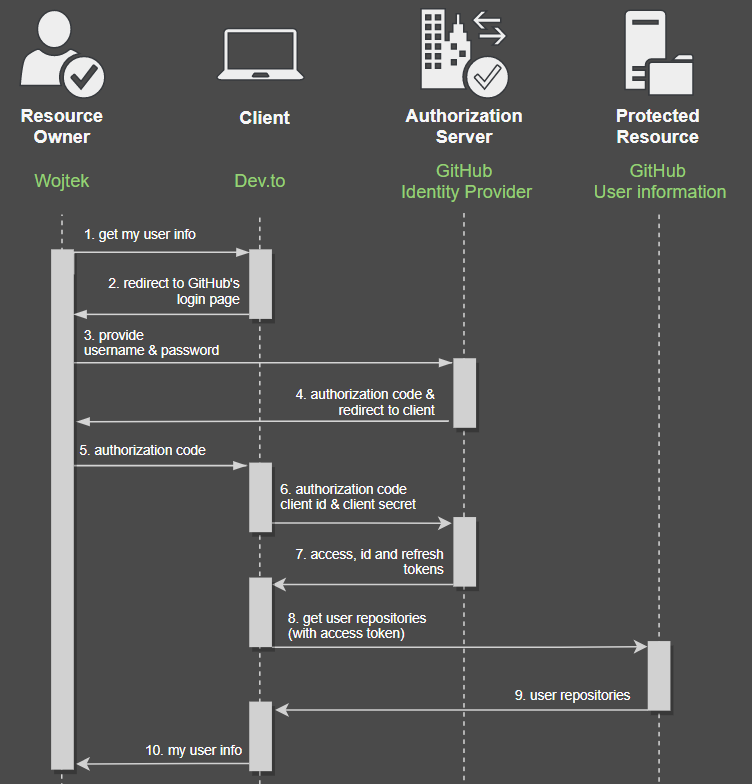 Resource
Owner
Client
Authorization
Server
Protected
Resource
Wojtek
Dev.to
GitHub
Identity Provider
GitHub
User information
1. get my user info
2. redirect to GitHub's
login page
3. provide
username & password
4. authorization code &
redirect to client
5. authorization code
6. authorization code
client id & client secret
7. access, id and refresh
tokens
8. get user repositories
(with access token)
9. user repositories
10. my user info